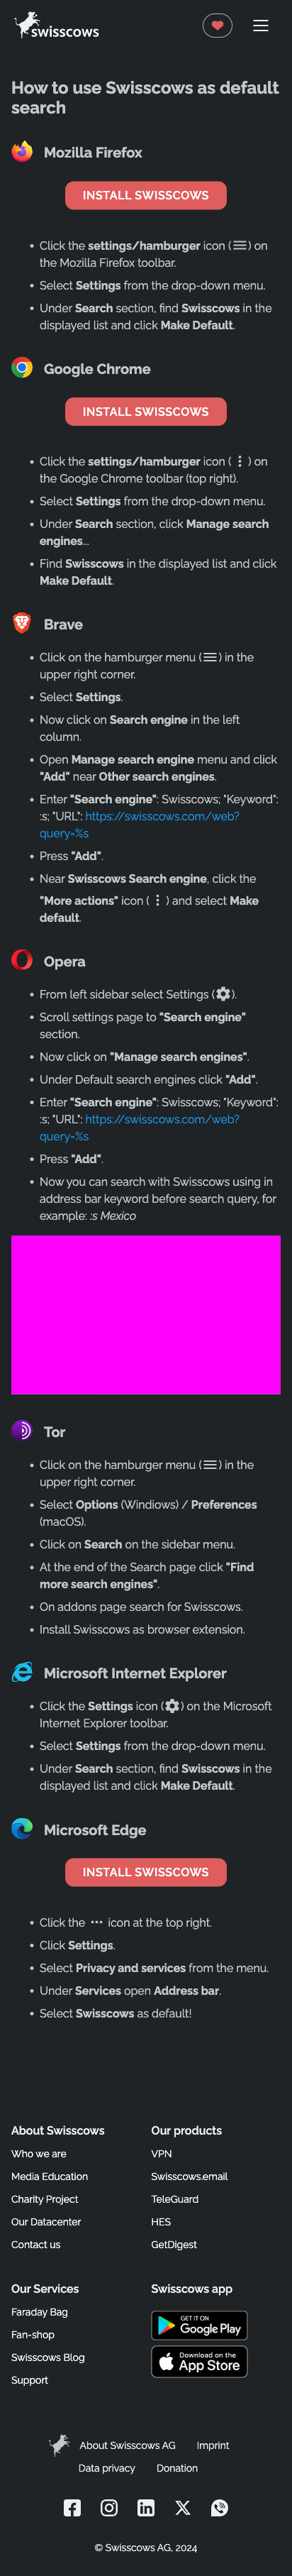 swisscows
How to use Swisscows as default
search
Mozilla Firefox
INSTALL SWISSCOWS
• Click the settings/hamburger icon ( ) on
the Mozilla Firefox toolbar.
• Select Settings from the drop-down menu.
• Under Search section, find Swisscows in the
displayed list and click Make Default.
Google Chrome
INSTALL SWISSCOWS
• Click the settings/hamburger icon ( ) on
the Google Chrome toolbar (top right).
• Select Settings from the drop-down menu.
• Under Search section, click Manage search
engines...
• Find Swisscows in the displayed list and click
Make Default.
Brave
• Click on the hamburger menu ( ) in the
upper right corner.
• Select Settings.
• Now click on Search engine in the left
column.
• Open Manage search engine menu and click
"Add" near Other search engines.
• Enter "Search engine": Swisscows; "Keyword":
:s; "URL": https://swisscows.com/web?
query=%s
• Press "Add".
• Near Swisscows Search engine, click the
"More actions" icon ( ) and select Make
default.
Opera
• From left sidebar select Settings ( ).
• Scroll settings page to "Search engine"
section.
• Now click on "Manage search engines".
• Under Default search engines click "Add".
• Enter "Search engine": Swisscows; "Keyword":
:s; "URL": https://swisscows.com/web?
query=%s
• Press "Add".
• Now you can search with Swisscows using in
address bar keyword before search query, for
example: :s Mexico
Tor
• Click on the hamburger menu ( ) in the
upper right corner.
• Select Options (Windows) / Preferences
(macOS).
• Click on Search on the sidebar menu.
• At the end of the Search page click "Find
more search engines".
• On addons page search for Swisscows.
• Install Swisscows as browser extension.
Microsoft Internet Explorer
• Click the Settings icon ( ) on the Microsoft
Internet Explorer toolbar.
• Select Settings from the drop-down menu.
• Under Search section, find Swisscows in the
displayed list and click Make Default.
Microsoft Edge
INSTALL SWISSCOWS
• Click the ••• icon at the top right.
• Click Settings.
• Select Privacy and services from the menu.
• Under Services open Address bar.
• Select Swisscows as default!
About Swisscows
Who we are
Media Education
Charity Project
Our Datacenter
Contact us
Our products
VPN
Swisscows.email
TeleGuard
HES
GetDigest
Our Services
Faraday Bag
Fan-shop
Swisscows Blog
Support
Swisscows app
GET IT ON
Google Play
Download on the
App Store
About Swisscows AG Imprint
Data privacy Donation
© Swisscows AG, 2024